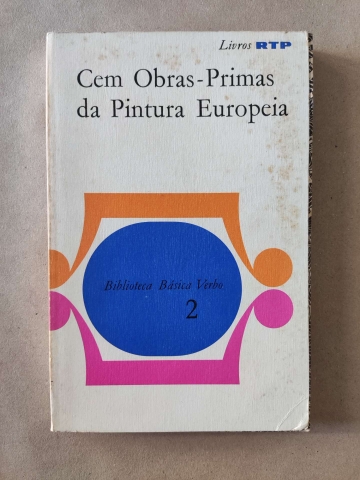 Livros RTP
Cem Obras-Primas
da Pintura Europeia
Biblioteca Básica Verbo
2